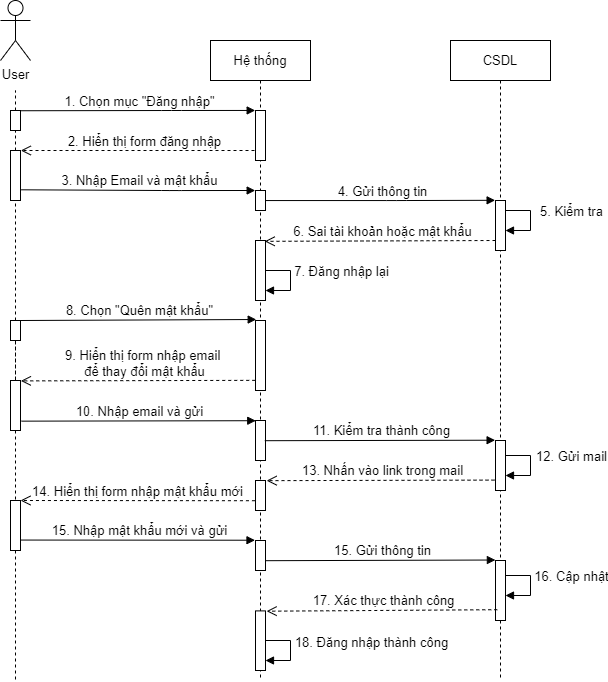 User
Hệ thống
CSDL
1. Chọn mục "Đăng nhập"
2. Hiển thị form đăng nhập
3. Nhập Email và mật khẩu
4. Gửi thông tin
5. Kiểm tra
6. Sai tài khoản hoặc mật khẩu
7. Đăng nhập lại
8. Chọn "Quên mật khẩu"
9. Hiển thị form nhập email
để thay đổi mật khẩu
10. Nhập email và gửi
11. Kiểm tra thành công
12. Gửi mail
13. Nhấn vào link trong mail
14. Hiển thị form nhập mật khẩu mới
15. Nhập mật khẩu mới và gửi
15. Gửi thông tin
16. Cập nhật
17. Xác thực thành công
18. Đăng nhập thành công